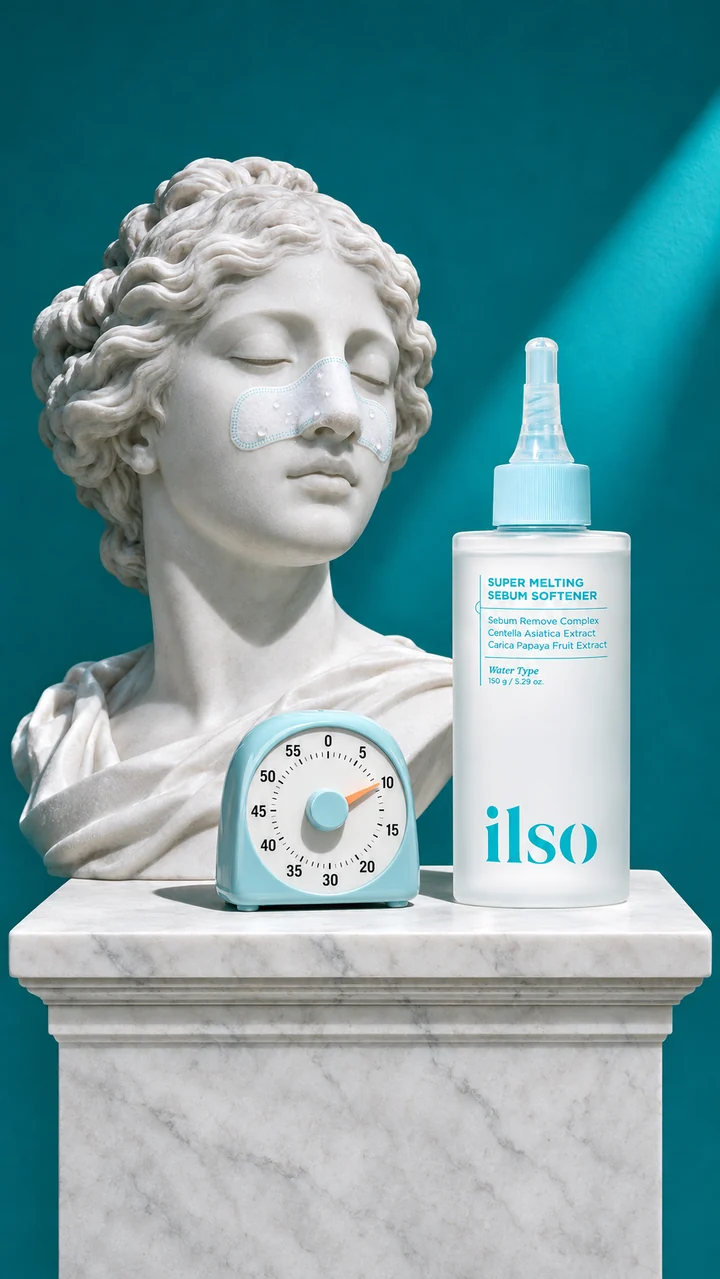 SUPER MELTING
SEBUM SOFTENER
Sebum Remove Complex
Centella Asiatica Extract
Carica Papaya Fruit Extract
Water Type
150 g / 5.29 oz.
ilso
0
5
10
15
20
25
30
35
40
45
50
55